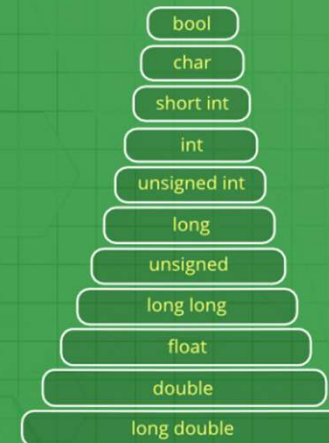 bool
char
short int
int
unsigned int
long
unsigned
long long
float
double
long double